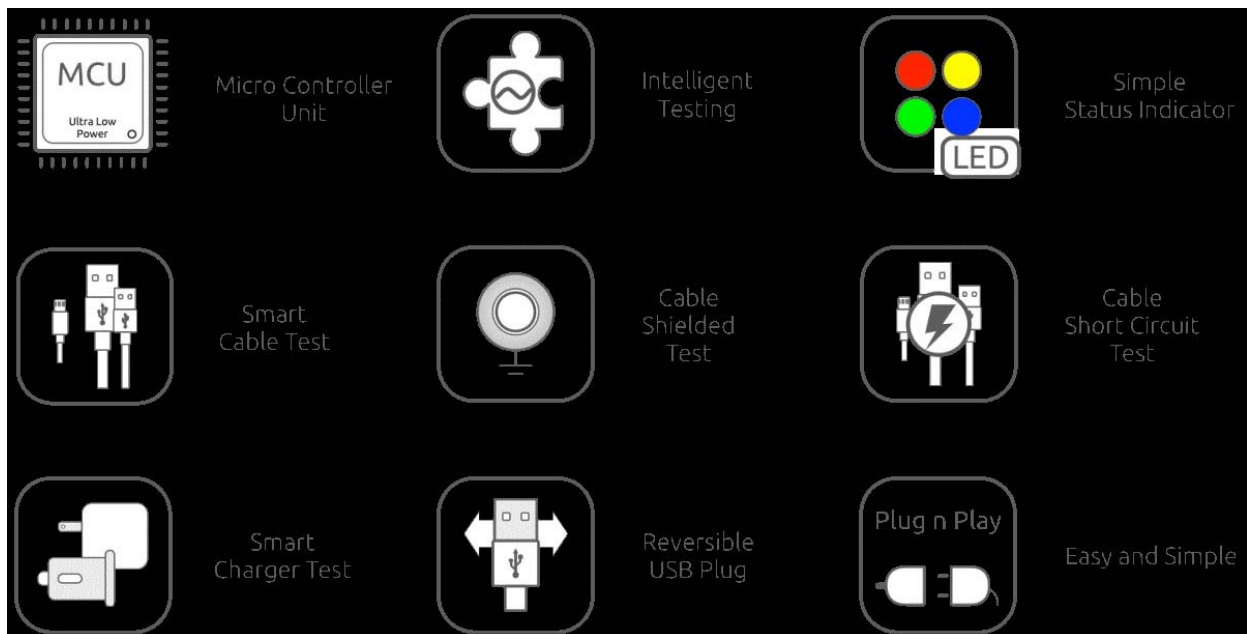 MCU
Ultra Low
Power
Micro Controller
Unit
Intelligent
Testing
LED
Simple
Status Indicator
Smart
Cable Test
Cable
Shielded
Test
Cable
Short Circuit
Test
Smart
Charger Test
Reversible
USB Plug
Plug n Play
Easy and Simple